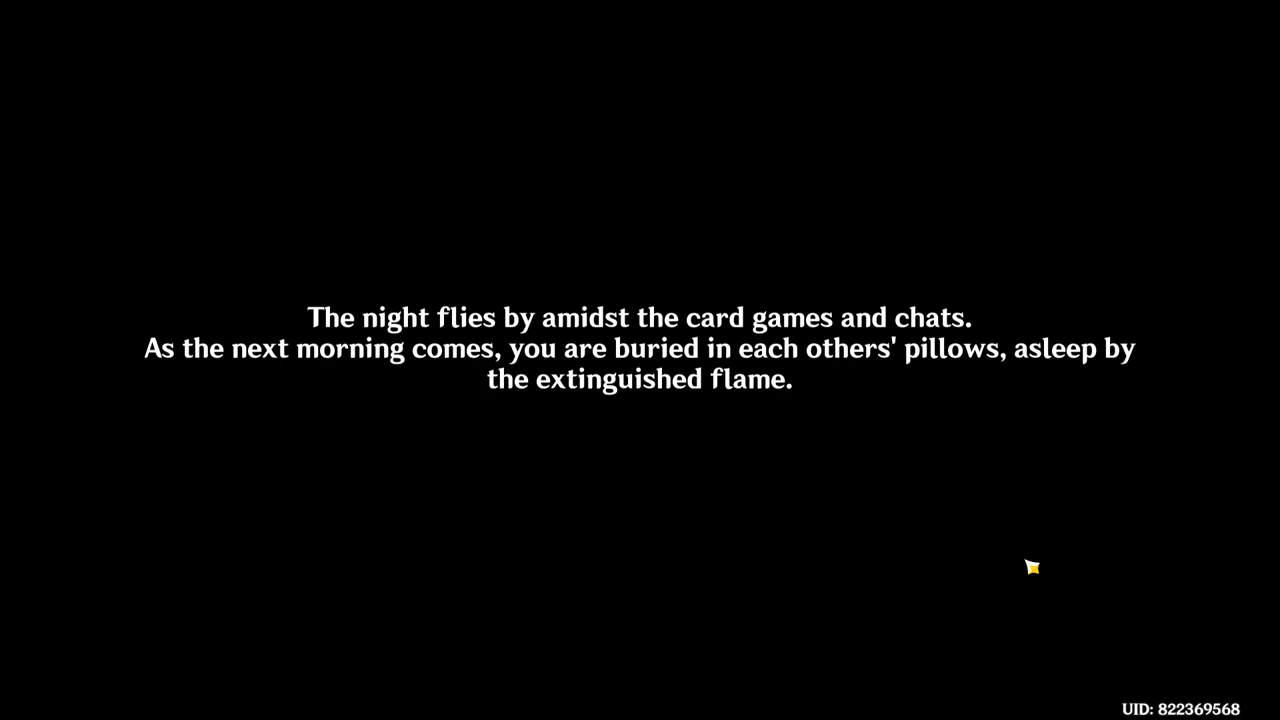 The night flies by amidst the card games and chats.
As the next morning comes, you are buried in each others' pillows, asleep by
the extinguished flame.
UID: 822369568